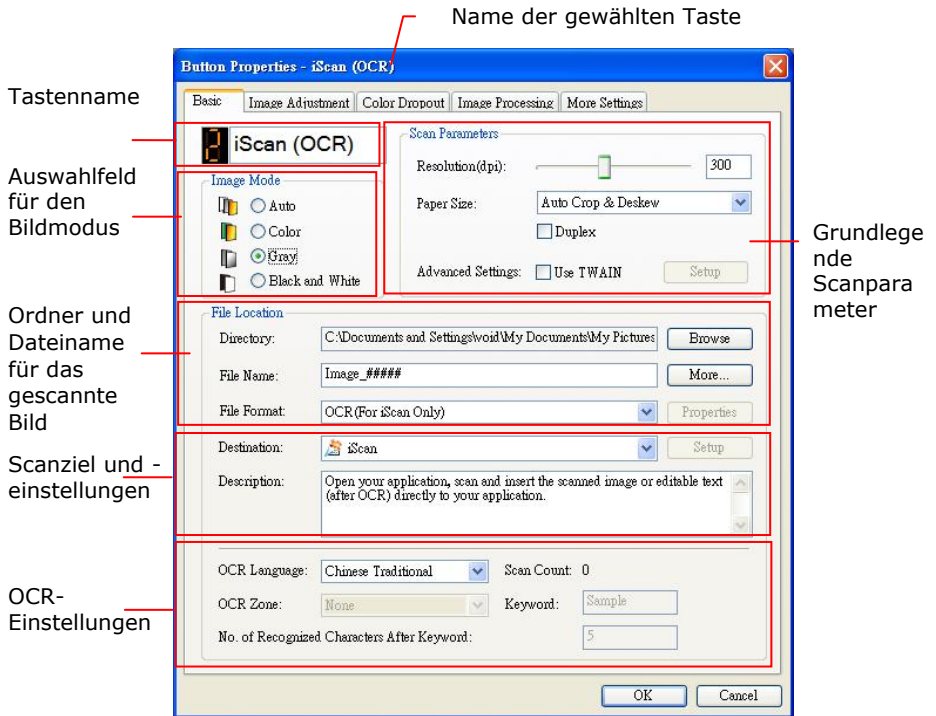 Name der gewählten Taste
Button Properties - iScan (OCR)
Tastenname
Basic Image Adjustment Color Dropout Image Processing More Settings
2 iScan (OCR)
Auswahlfeld
für den
Bildmodus
Image Mode
Auto
Color
Gray
Black and White
Scan Parameters
Resolution(dpi): 300
Paper Size: Auto Crop & Deskew
Duplex
Advanced Settings: Use TWAIN Setup
Grundlege
nde
Scanpara
meter
Ordner und
Dateiname
für das
gescannte
Bild
File Location
Directory: C:\Documents and Settings\void\My Documents\My Pictures Browse
File Name: Image_##### More...
File Format: OCR(For iScan Only) Properties
Scanziel und -
einstellungen
Destination: iScan Setup
Description: Open your application, scan and insert the scanned image or editable text
(after OCR) directly to your application.
OCR-
Einstellungen
OCR Language: Chinese Traditional Scan Count: 0
OCR Zone: None Keyword: Sample
No. of Recognized Characters After Keyword: 5
OK Cancel